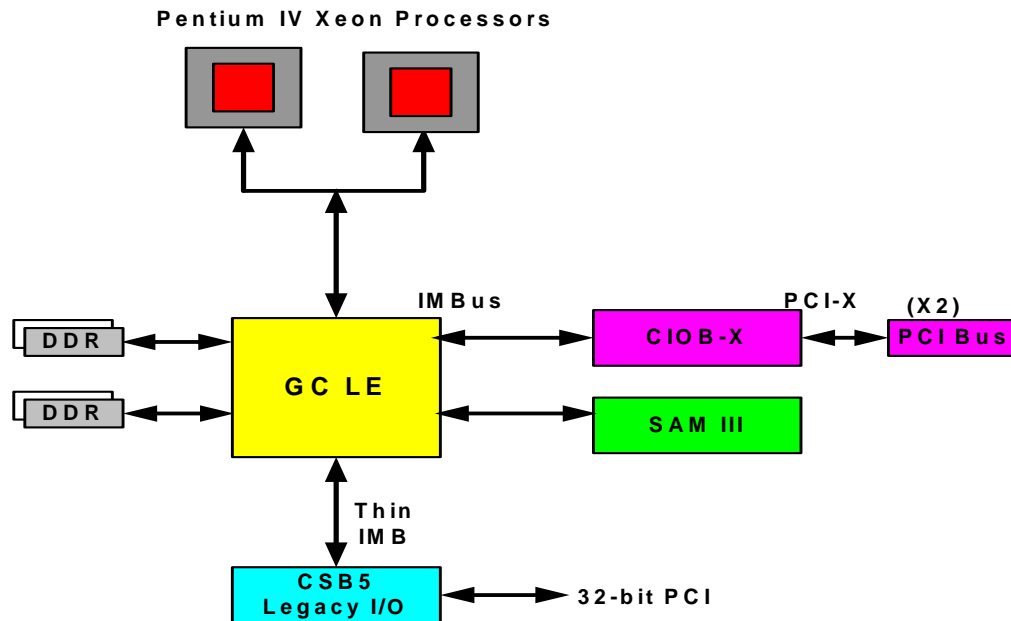 Pentium IV Xeon Processors
IMBus
PCI-X
(X2)
DDR
GC LE
CIOB-X
PCI Bus
DDR
SAM III
Thin
IMB
CSB5
Legacy I/O
32-bit PCI